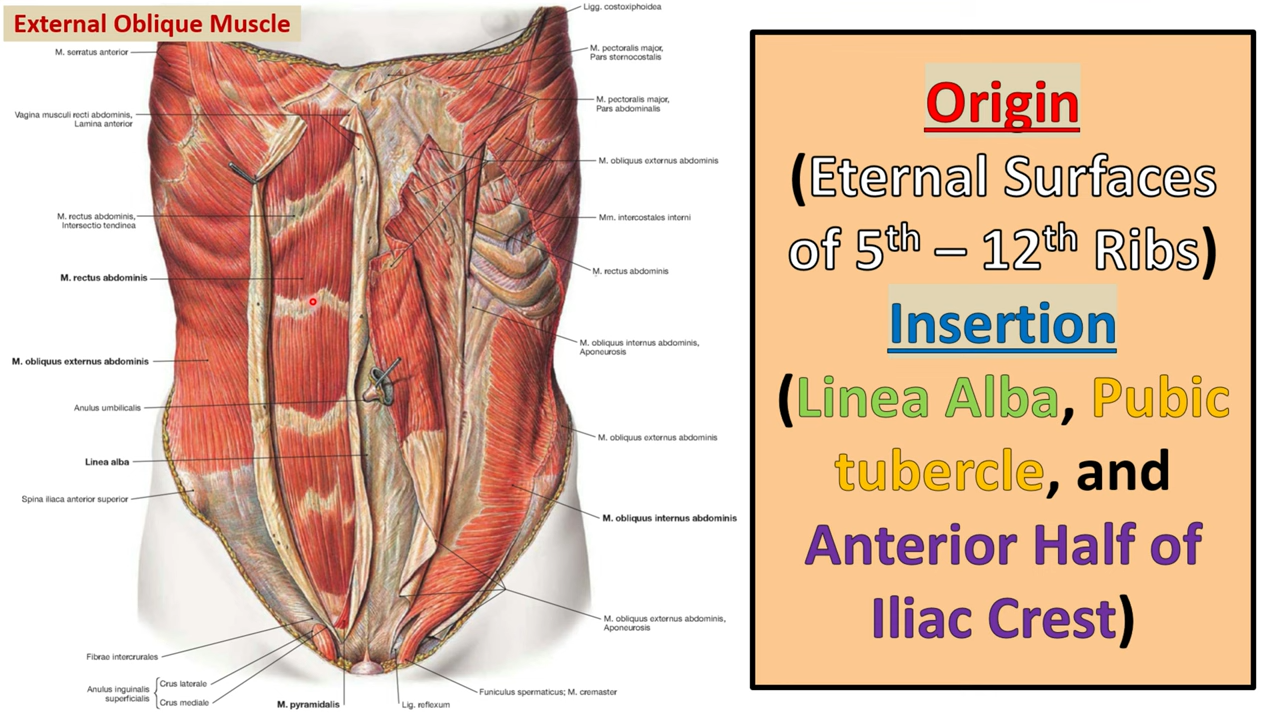 External Oblique Muscle
M. serratus anterior
Vagina musculi recti abdominis,
Lamina anterior
M. rectus abdominis,
Intersectio tendinea
M. rectus abdominis
M. obliquus externus abdominis
Anulus umbilicalis
Linea alba
Spina iliaca anterior superior
Fibrae intercrurales
Anulus inguinalis
superficialis
Crus laterale
Crus mediale
M. pyramidalis
Ligg. costoxiphoidea
M. pectoralis major,
Pars sternocostalis
M. pectoralis major,
Pars abdominalis
M. obliquus externus abdominis
Mm. intercostales interni
M. rectus abdominis
M. obliquus internus abdominis,
Aponeurosis
M. obliquus externus abdominis
M. obliquus internus abdominis
M. obliquus externus abdominis,
Aponeurosis
Funiculus spermaticus; M. cremaster
Lig. reflexum
Origin
(Eternal Surfaces
of 5th – 12th Ribs)
Insertion
(Linea Alba, Pubic
tubercle, and
Anterior Half of
Iliac Crest)